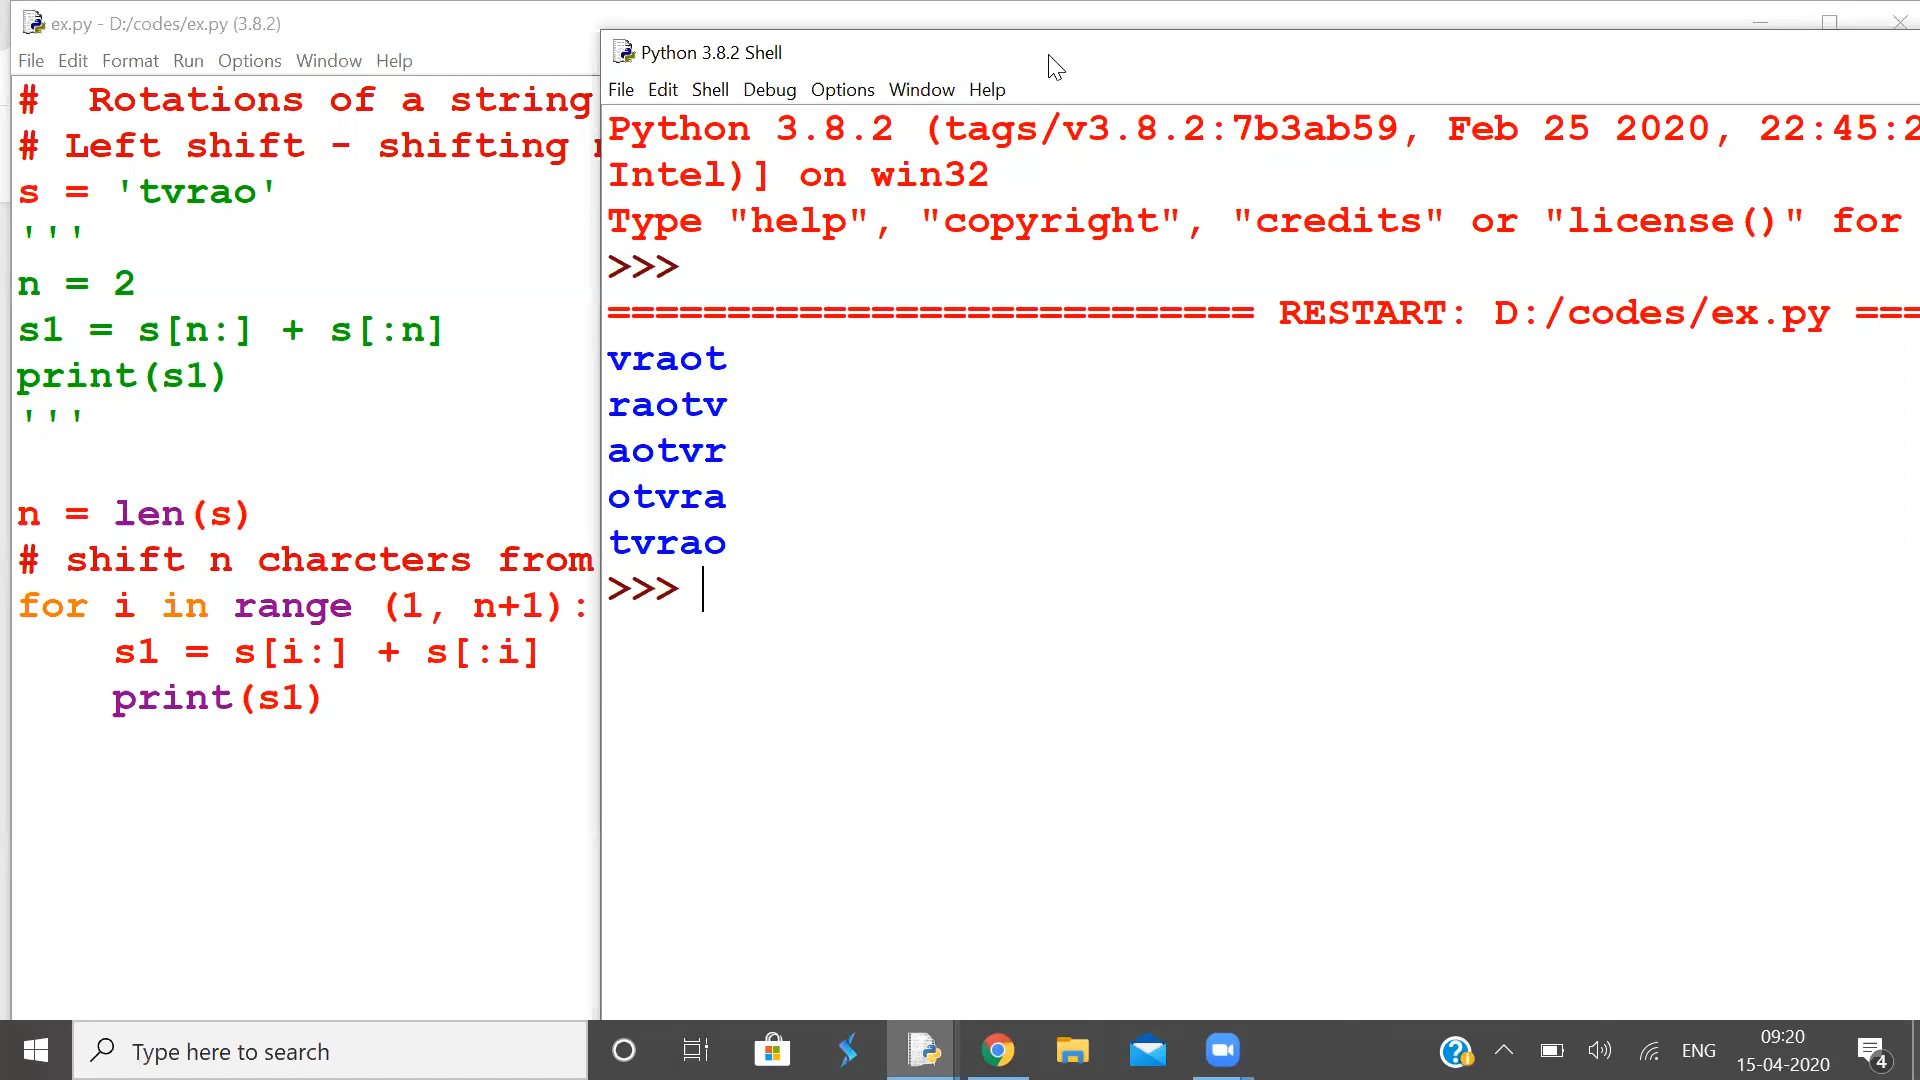 ex.py - D:/codes/ex.py (3.8.2)
File Edit Format Run Options Window Help
# Rotations of a string
# Left shift - shifting
s = 'tvrao'
'''
n = 2
s1 = s[n:] + s[:n]
print(s1)
'''
n = len(s)
# shift n charcters from
for i in range (1, n+1):
    s1 = s[i:] + s[:i]
    print(s1)
Python 3.8.2 Shell
File Edit Shell Debug Options Window Help
Python 3.8.2 (tags/v3.8.2:7b3ab59, Feb 25 2020, 22:45:2
Intel)] on win32
Type "help", "copyright", "credits" or "license()" for
>>>
=========================== RESTART: D:/codes/ex.py ===
vraot
raotv
aotvr
otvra
tvrao
>>>
Type here to search
ENG
09:20
15-04-2020
4